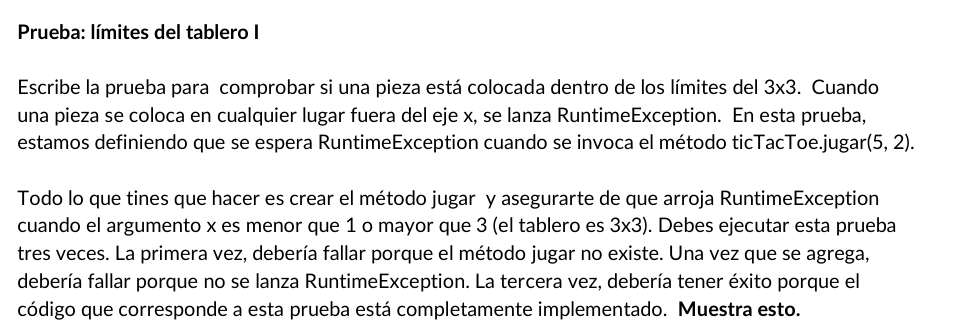 Prueba: límites del tablero I
Escribe la prueba para  comprobar si una pieza está colocada dentro de los límites del 3x3.  Cuando
una pieza se coloca en cualquier lugar fuera del eje x, se lanza RuntimeException.  En esta prueba,
estamos definiendo que se espera RuntimeException cuando se invoca el método ticTacToe.jugar(5, 2).
Todo lo que tines que hacer es crear el método jugar  y asegurarte de que arroja RuntimeException
cuando el argumento x es menor que 1 o mayor que 3 (el tablero es 3x3). Debes ejecutar esta prueba
tres veces. La primera vez, debería fallar porque el método jugar no existe. Una vez que se agrega,
debería fallar porque no se lanza RuntimeException. La tercera vez, debería tener éxito porque el
código que corresponde a esta prueba está completamente implementado.  Muestra esto.